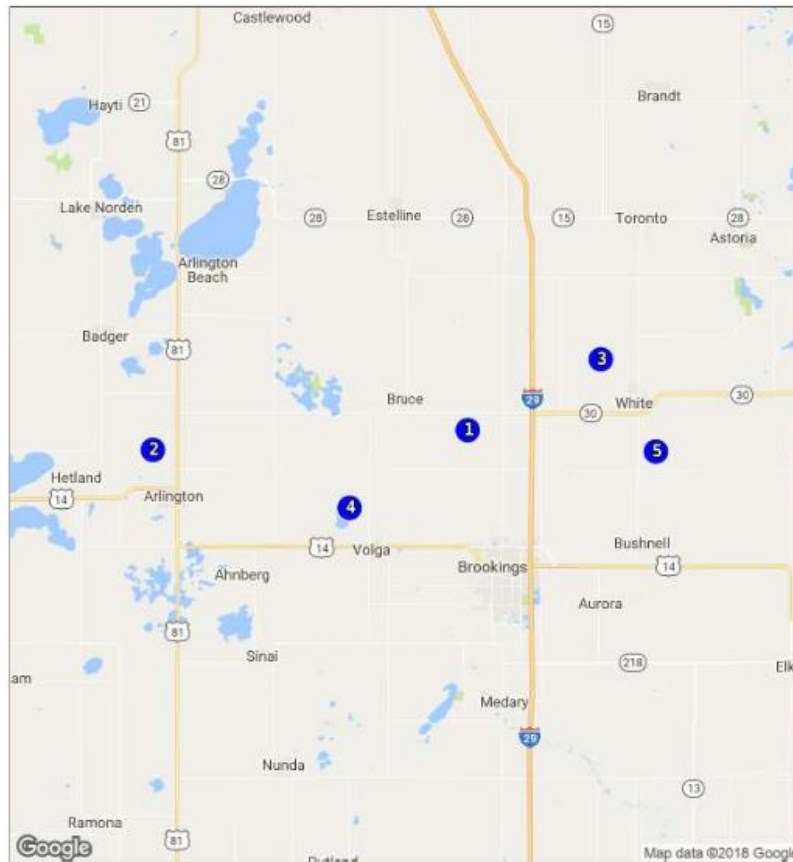 Castlewood
15
Hayti
21
Brandt
81
28
Lake Norden
28
Estelline
28
15
Toronto
28
Astoria
Arlington
Beach
Badger
81
3
29
Bruce
30
White
30
1
2
5
Hetland
14
Arlington
4
14
Volga
Bushnell
14
Brookings
Ahnberg
Aurora
81
Sinai
218
am
Elk
Medary
29
Nunda
13
Ramona
81
Google
Map data ©2018 Google